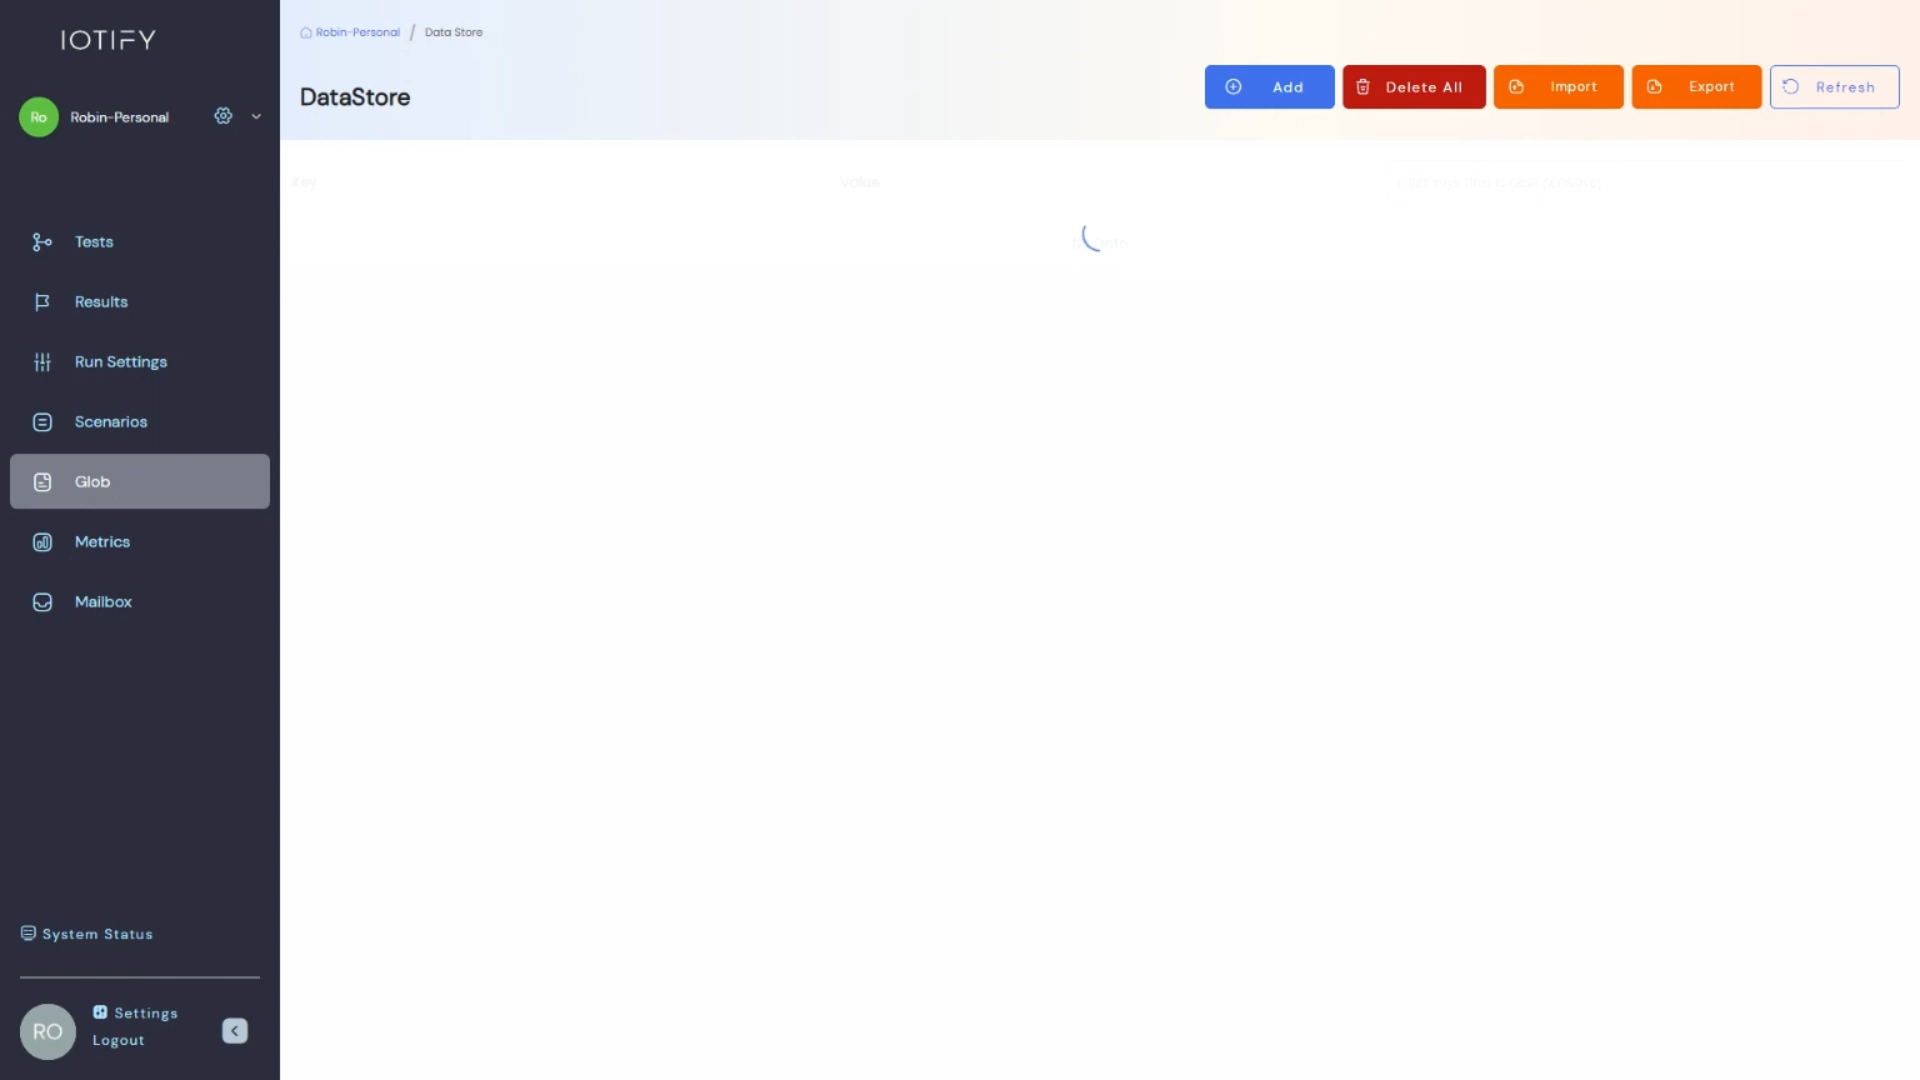 IOTIFY
Robin-Personal / Data Store
DataStore
Add
Delete All
Import
Export
Refresh
Ro
Robin-Personal
Key
Value
Tests
Results
Run Settings
Scenarios
Glob
Metrics
Mailbox
System Status
RO
Settings
Logout